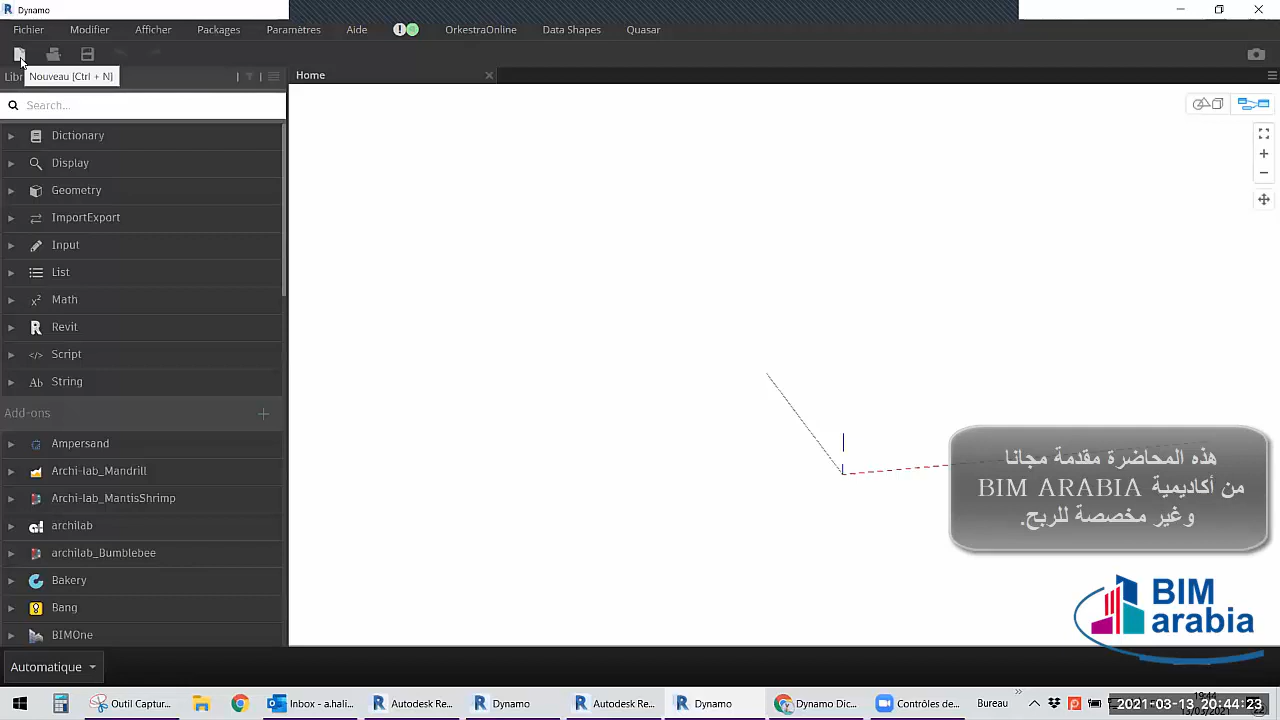 Dynamo
Fichier Modifier Afficher Packages Paramètres Aide OrkestraOnline Data Shapes Quasar
Nouveau [Ctrl + N]
Home
Search...
Dictionary
Display
Geometry
ImportExport
Input
List
Math
Revit
Script
String
Add-ons
Ampersand
Archi-lab_Mandrill
Archi-lab_MantisShrimp
archilab
archilab_Bumblebee
Bakery
Bang
BIMOne
هذه المحاضرة مقدمة مجانا
من أكاديمية BIM ARABIA
وغير مخصصة للربح.
BIM
arabia
Automatique
Outil Captur... Inbox - a.hali... Autodesk Re... Dynamo Autodesk Re... Dynamo Dynamo Dic... Contrôles de... Bureau
19:44
2021-03-13 20:44:23